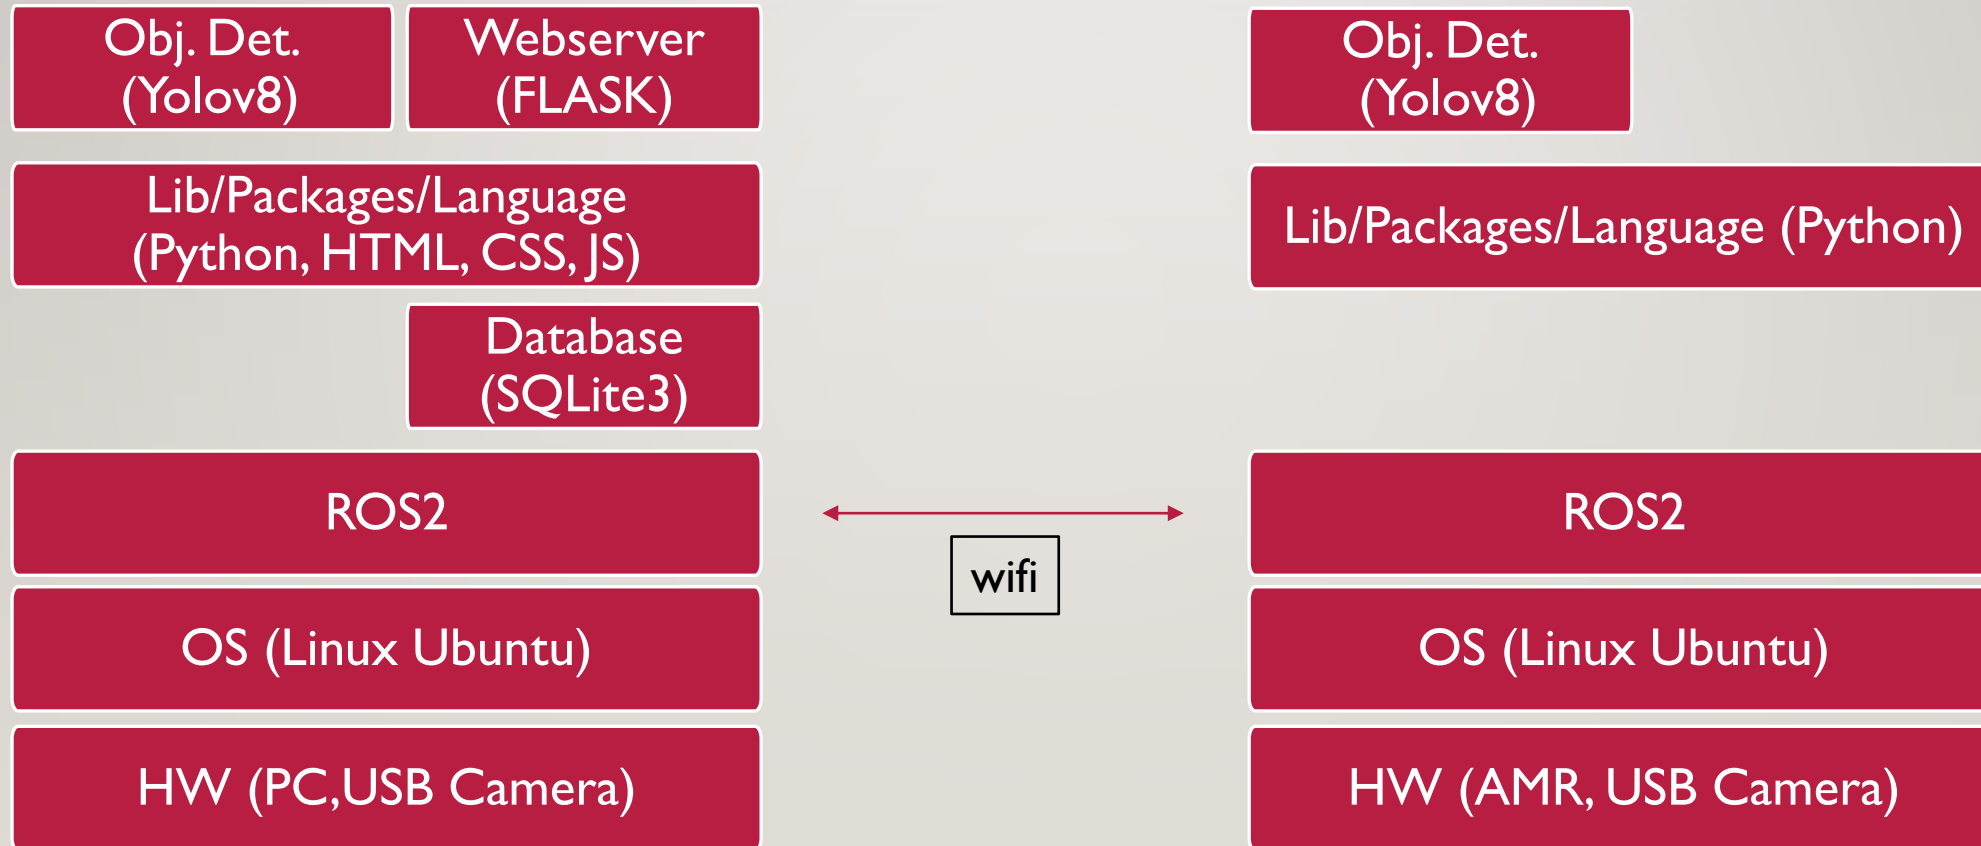 Obj. Det.
(Yolov8)
Webserver
(FLASK)
Lib/Packages/Language
(Python, HTML, CSS, JS)
Database
(SQLite3)
ROS2
OS (Linux Ubuntu)
HW (PC,USB Camera)
wifi
Obj. Det.
(Yolov8)
Lib/Packages/Language (Python)
ROS2
OS (Linux Ubuntu)
HW (AMR, USB Camera)